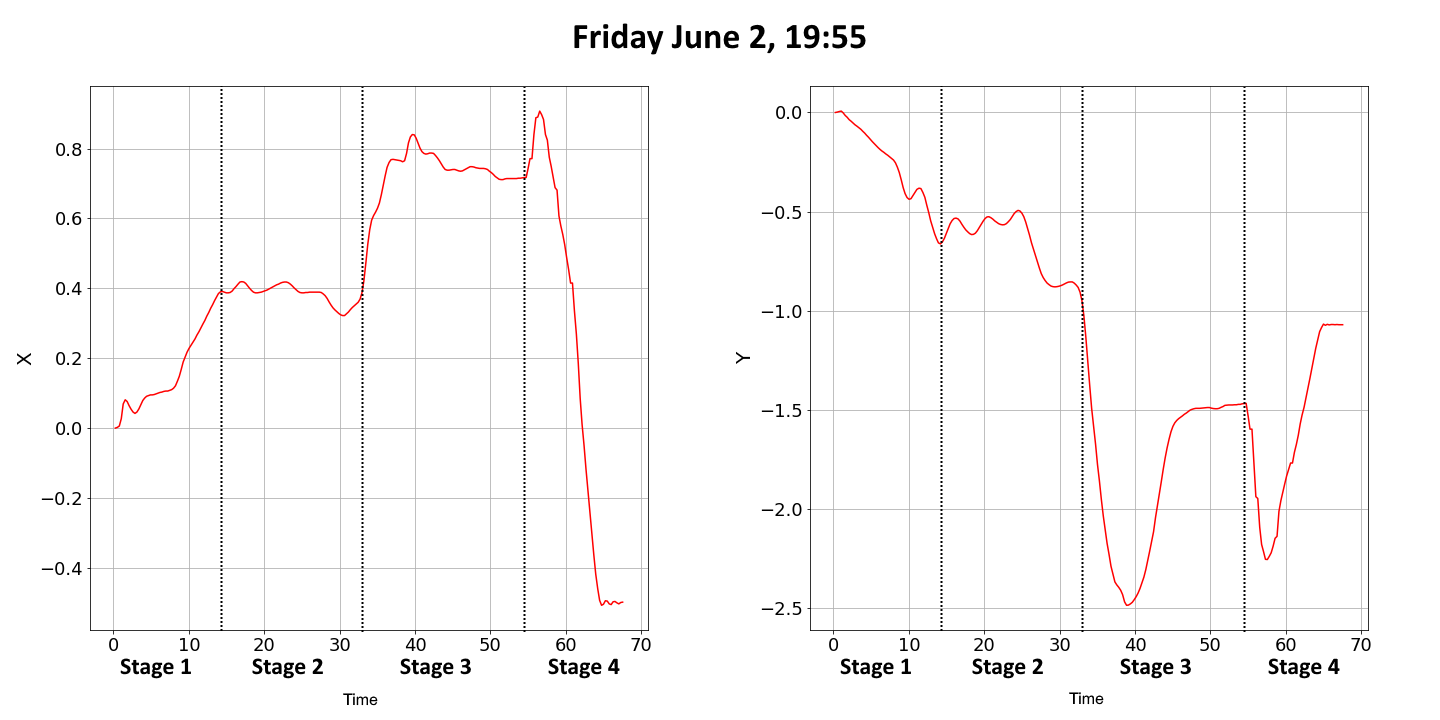 Friday June 2, 19:55
X
0.8
0.6
0.4
0.2
0.0
−0.2
−0.4
0 10 20 30 40 50 60 70
Stage 1 Stage 2 Stage 3 Stage 4
Time
Y
0.0
−0.5
−1.0
−1.5
−2.0
−2.5
0 10 20 30 40 50 60 70
Stage 1 Stage 2 Stage 3 Stage 4
Time